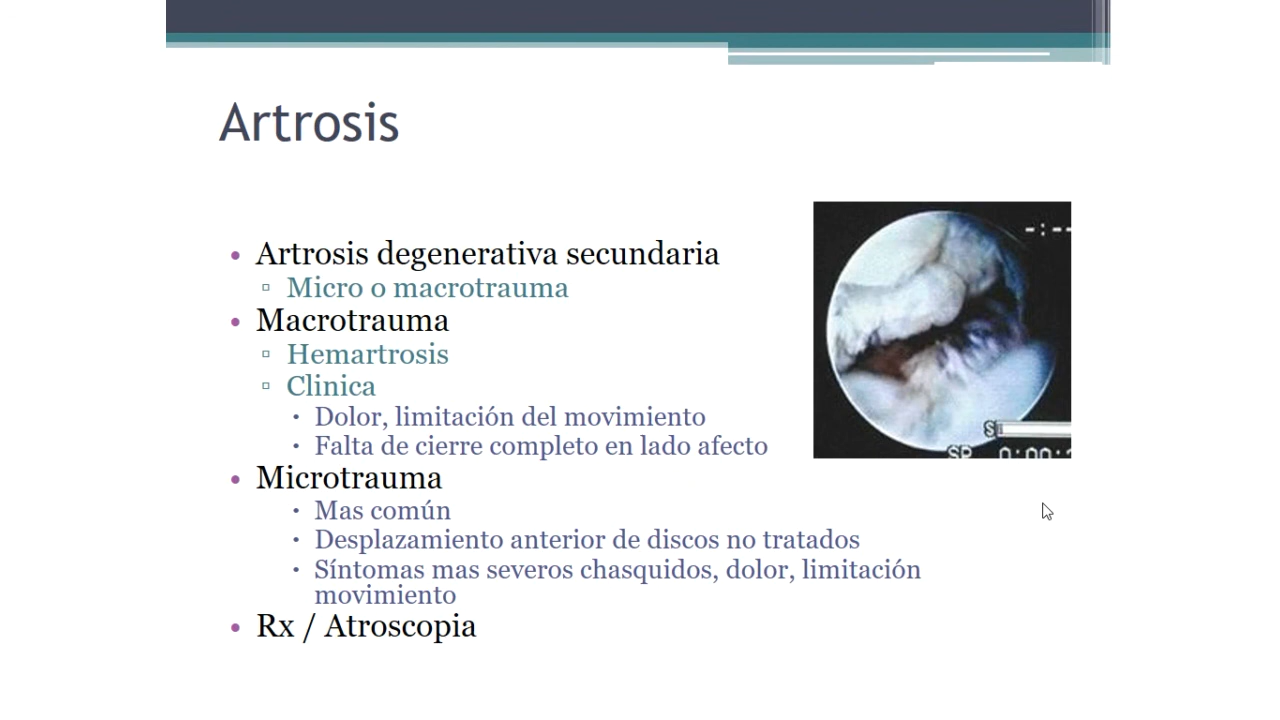 Artrosis
• Artrosis degenerativa secundaria
▫ Micro o macrotrauma
• Macrotrauma
▫ Hemartrosis
▫ Clinica
• Dolor, limitación del movimiento
• Falta de cierre completo en lado afecto
• Microtrauma
• Mas común
• Desplazamiento anterior de discos no tratados
• Síntomas mas severos chasquidos, dolor, limitación
movimiento
• Rx / Atroscopia
-:--